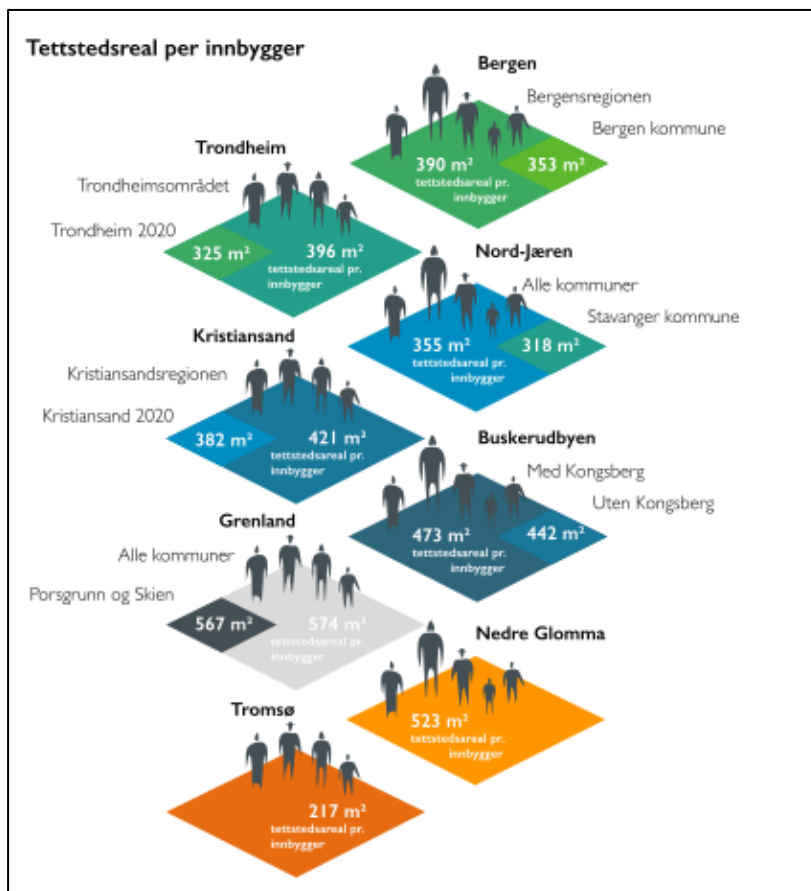 Tettstedsreal per innbygger
Bergen
Bergensregionen
Bergen kommune
390 m²
tettstedsareal pr.
innbygger
353 m²
Trondheim
Trondheimsområdet
Trondheim 2020
325 m²
396 m²
tettstedsareal pr.
innbygger
Nord-Jæren
Alle kommuner
Stavanger kommune
355 m²
tettstedsareal pr.
innbygger
318 m²
Kristiansand
Kristiansandsregionen
Kristiansand 2020
382 m²
421 m²
tettstedsareal pr.
innbygger
Buskerudbyen
Med Kongsberg
Uten Kongsberg
473 m²
tettstedsareal pr.
innbygger
442 m²
Grenland
Alle kommuner
Porsgrunn og Skien
567 m²
574 m²
tettstedsareal pr.
innbygger
Nedre Glomma
523 m²
tettstedsareal pr.
innbygger
Tromsø
217 m²
tettstedsareal pr.
innbygger